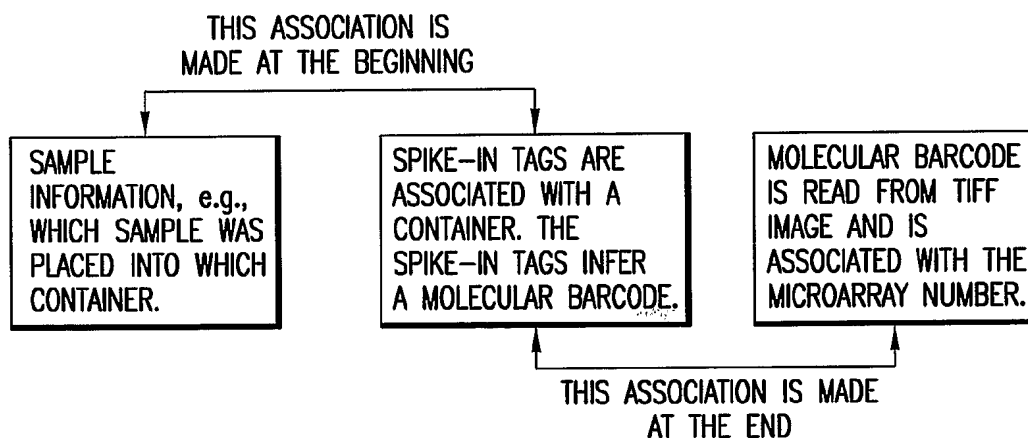 THIS ASSOCIATION IS
MADE AT THE BEGINNING
SAMPLE
INFORMATION, e.g.,
WHICH SAMPLE WAS
PLACED INTO WHICH
CONTAINER.
SPIKE–IN TAGS ARE
ASSOCIATED WITH A
CONTAINER. THE
SPIKE–IN TAGS INFER
A MOLECULAR BARCODE.
MOLECULAR BARCODE
IS READ FROM TIFF
IMAGE AND IS
ASSOCIATED WITH THE
MICROARRAY NUMBER.
THIS ASSOCIATION IS MADE
AT THE END